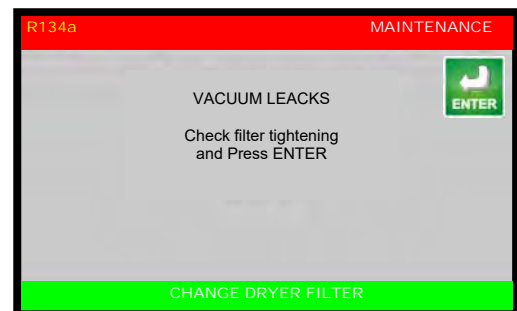 R134a MAINTENANCE
VACUUM LEACKS
ENTER
Check filter tightening
and Press ENTER
CHANGE DRYER FILTER